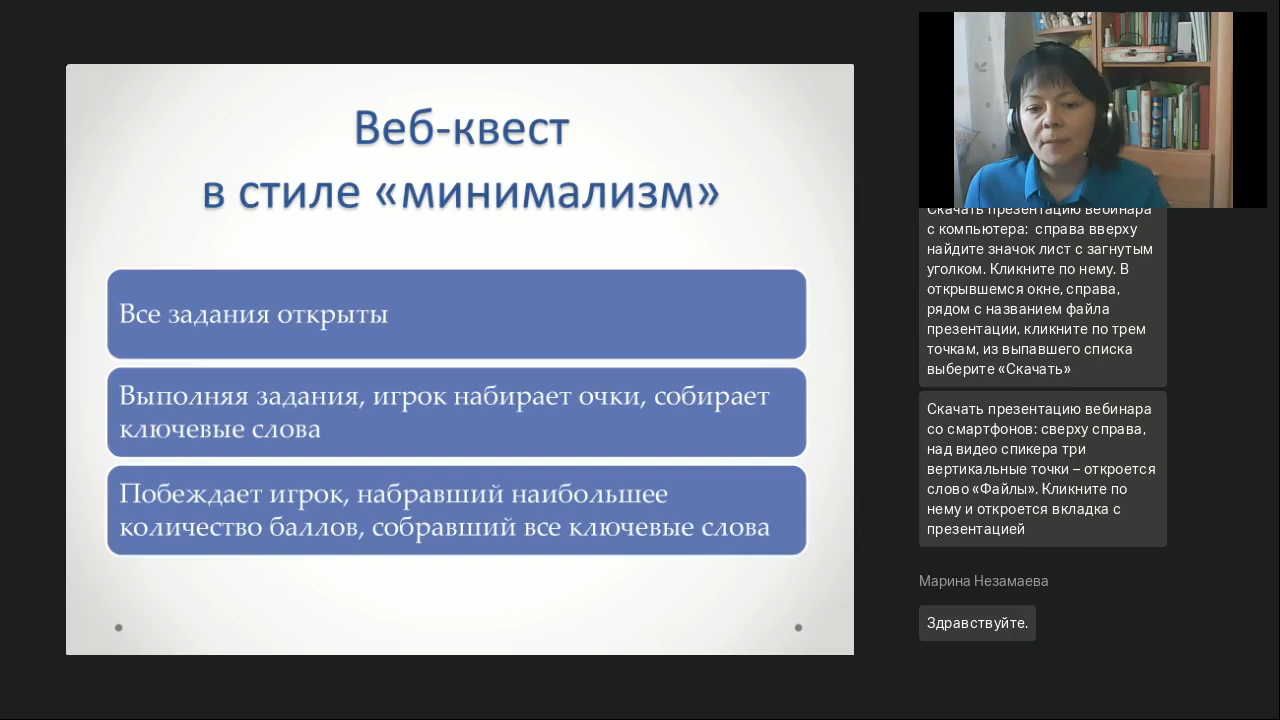 Веб-квест
в стиле «минимализм»
Все задания открыты
Выполняя задания, игрок набирает очки, собирает
ключевые слова
Побеждает игрок, набравший наибольшее
количество баллов, собравший все ключевые слова
Скачать презентацию вебинара
с компьютера: справа вверху
найдите значок лист с загнутым
уголком. Кликните по нему. В
открывшемся окне, справа,
рядом с названием файла
презентации, кликните по трем
точкам, из выпавшего списка
выберите «Скачать»
Скачать презентацию вебинара
со смартфонов: сверху справа,
над видео спикера три
вертикальные точки – откроется
слово «Файлы». Кликните по
нему и откроется вкладка с
презентацией
Марина Незамаева
Здравствуйте.